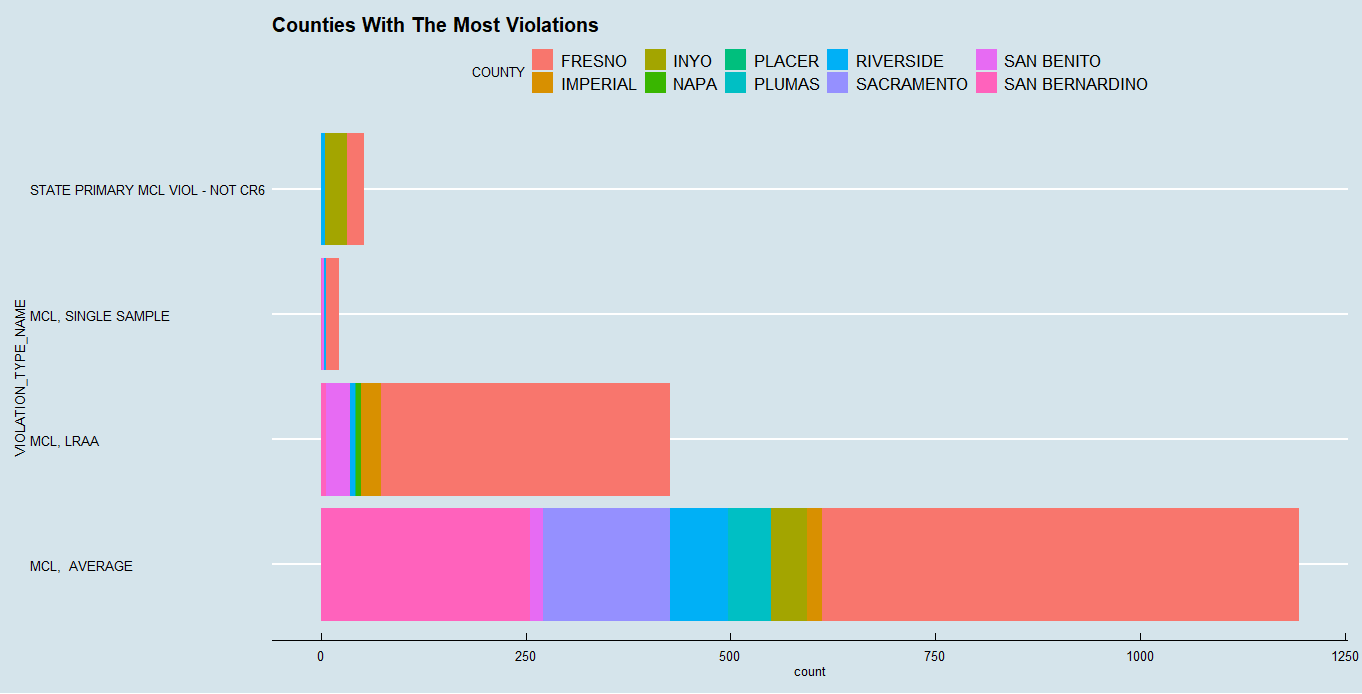 Counties With The Most Violations
COUNTY
FRESNO INYO PLACER RIVERSIDE SAN BENITO
IMPERIAL NAPA PLUMAS SACRAMENTO SAN BERNARDINO
VIOLATION_TYPE_NAME
STATE PRIMARY MCL VIOL - NOT CR6
MCL, SINGLE SAMPLE
MCL, LRAA
MCL,  AVERAGE
0 250 500 750 1000 1250
count